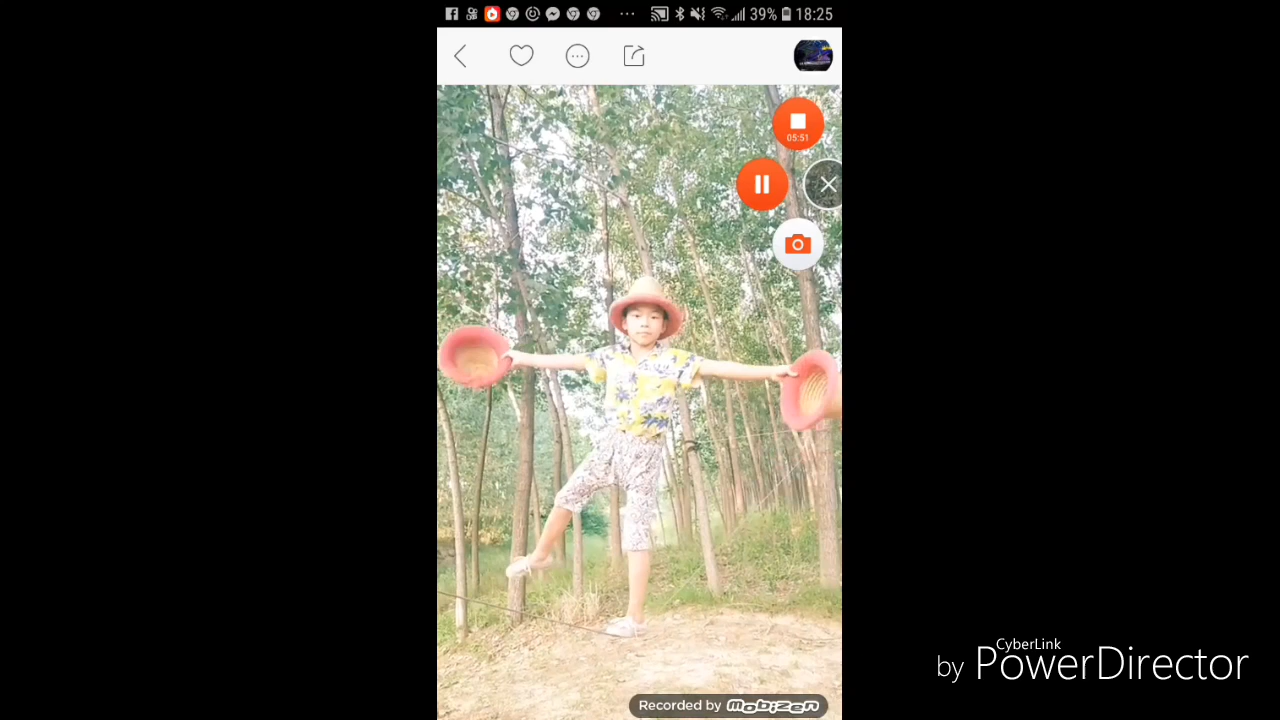 39% 18:25
05:51
Recorded by MOBIZEN
CyberLink
by PowerDirector